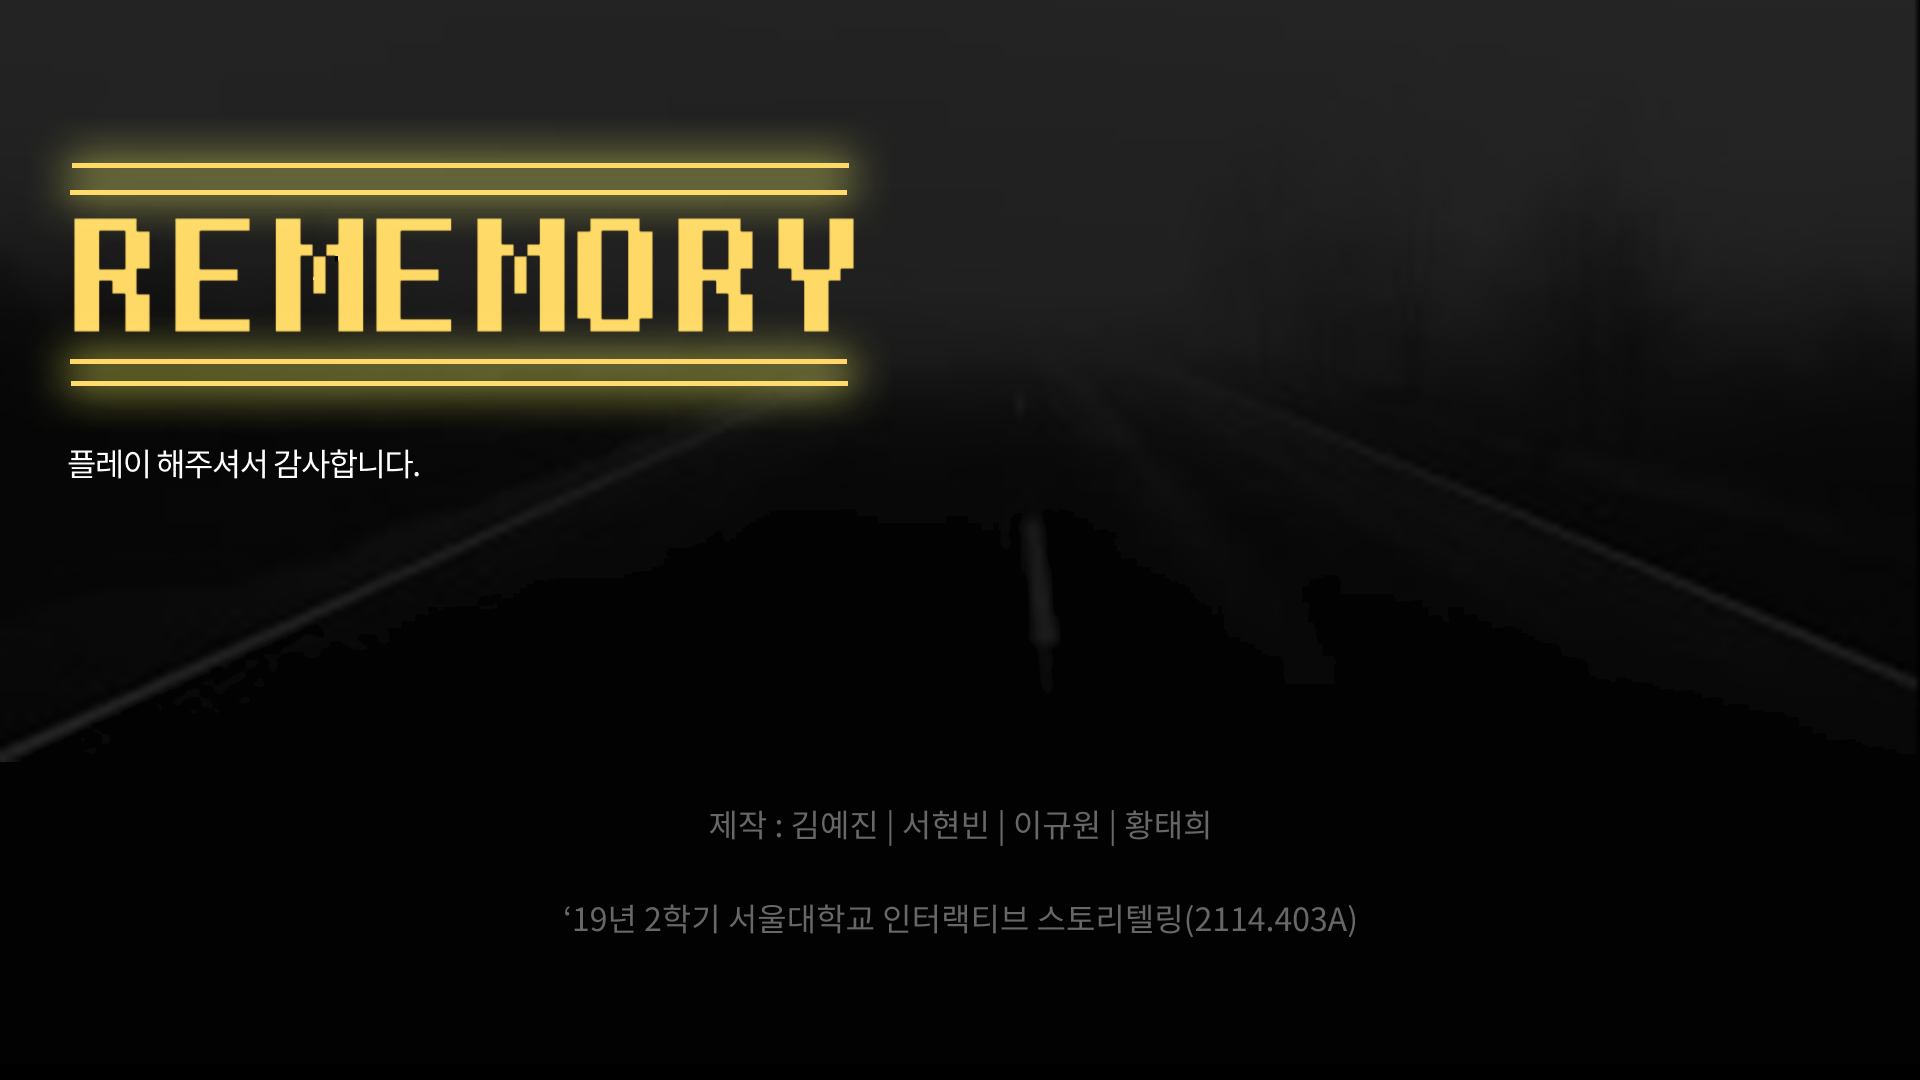 REMEMORY
플레이 해주셔서 감사합니다.
제작 : 김예진 | 서현빈 | 이규원 | 황태희
‘19년 2학기 서울대학교 인터랙티브 스토리텔링(2114.403A)